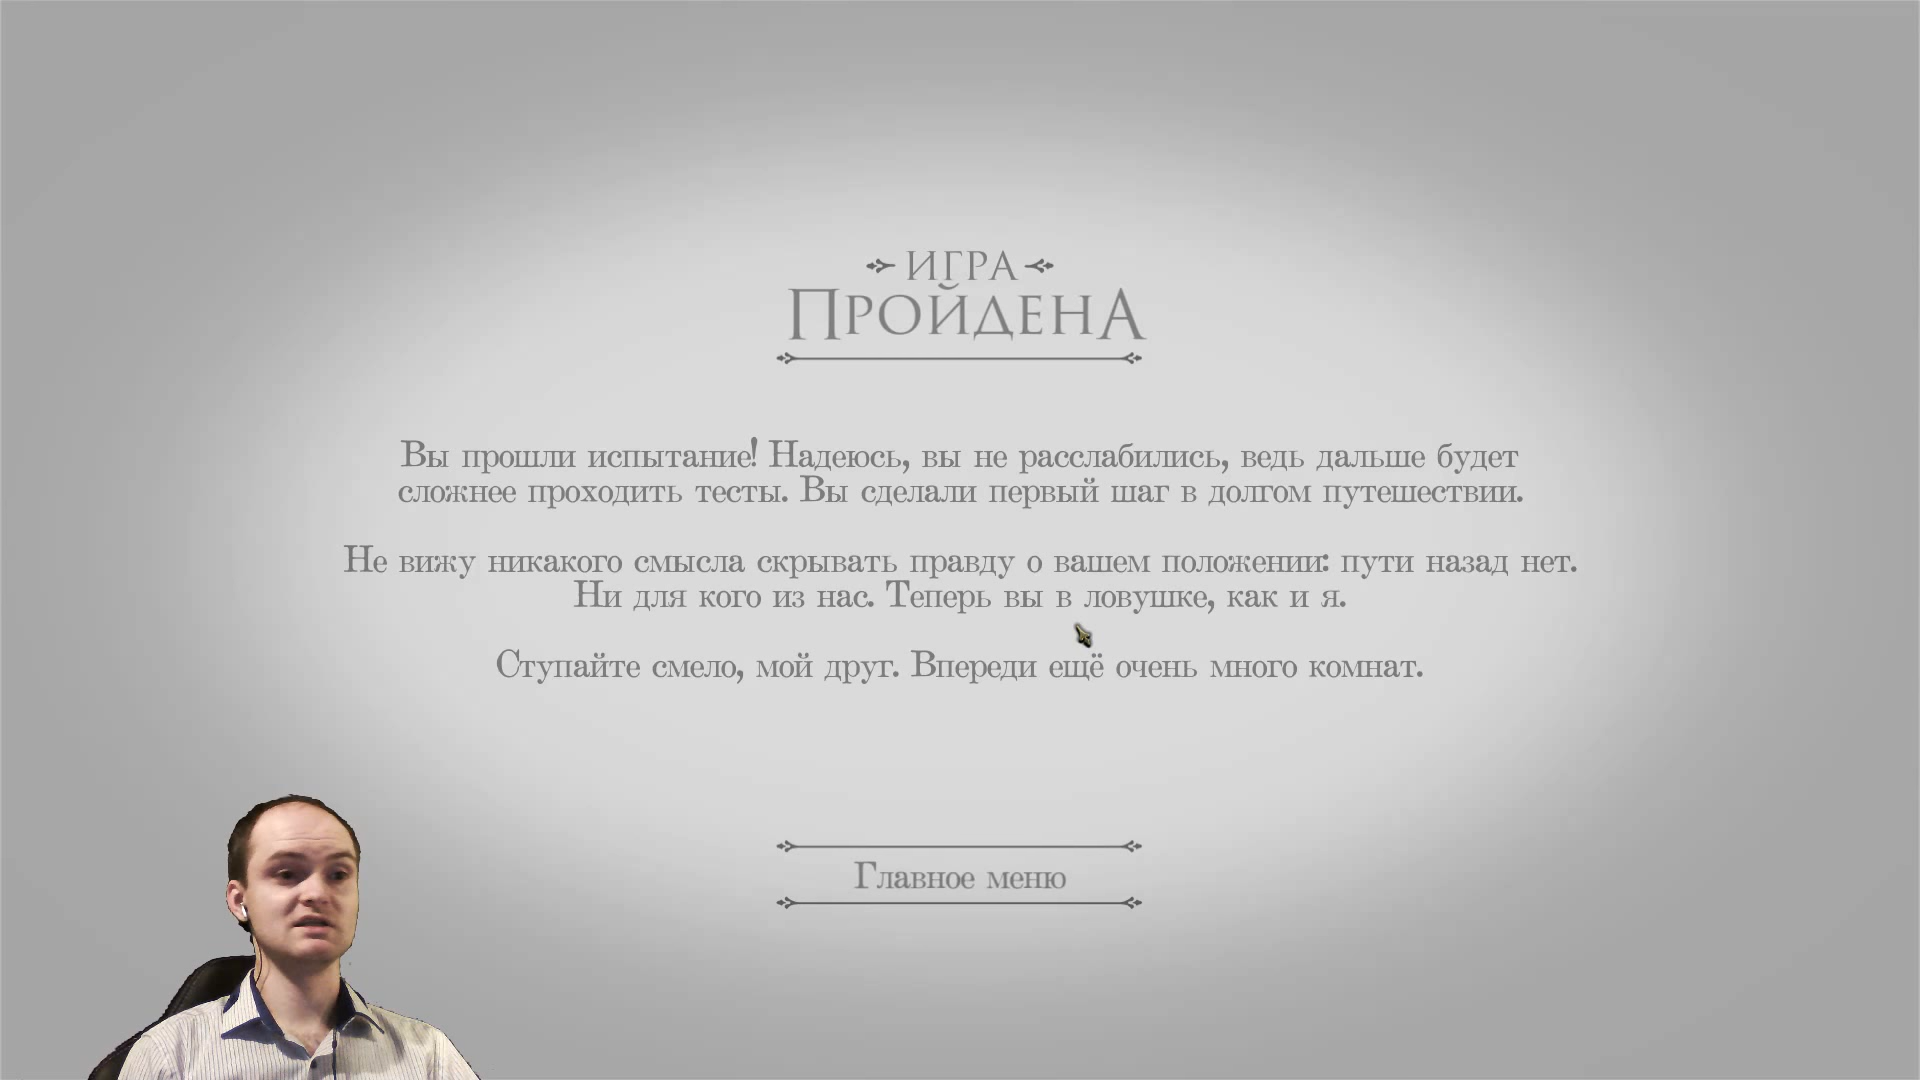 ИГРА
ПРОЙДЕНА
Вы прошли испытание! Надеюсь, вы не расслабились, ведь дальше будет
сложнее проходить тесты. Вы сделали первый шаг в долгом путешествии.
Не вижу никакого смысла скрывать правду о вашем положении: пути назад нет.
Ни для кого из нас. Теперь вы в ловушке, как и я.
Ступайте смело, мой друг. Впереди ещё очень много комнат.
Главное меню